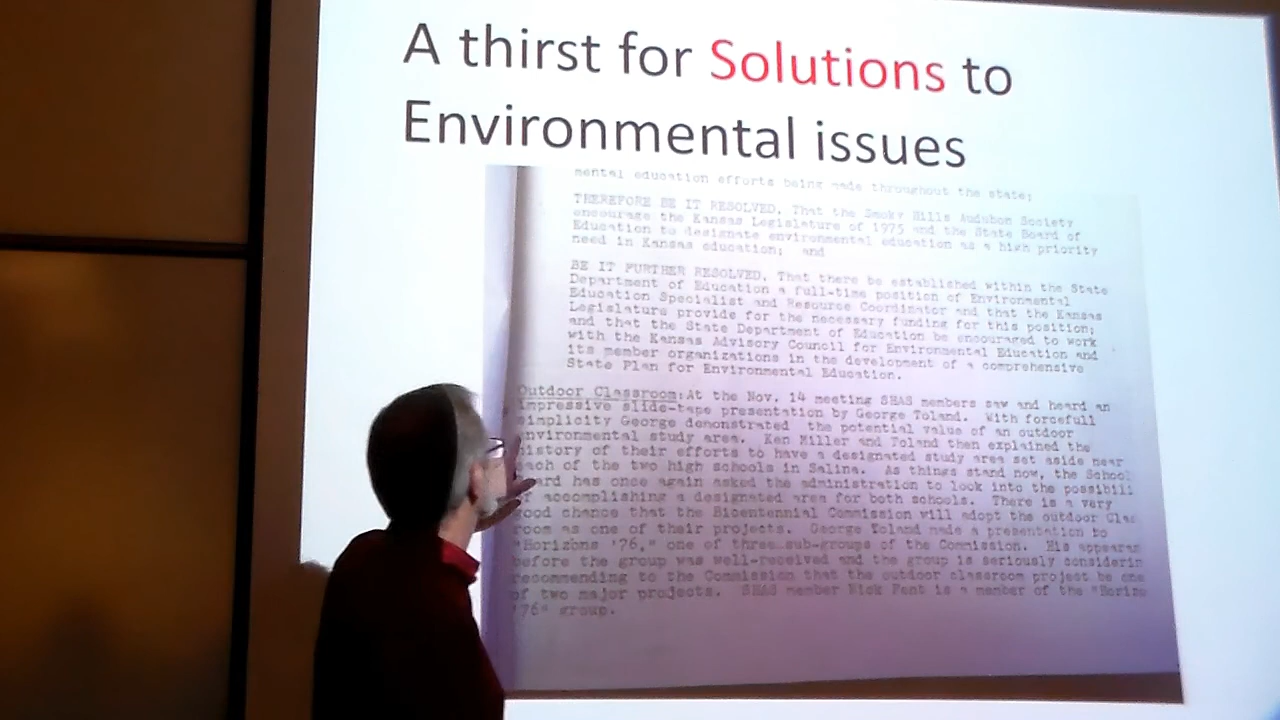 A thirst for Solutions to
Environmental issues
mental education efforts being made throughout the state;
THEREFORE BE IT RESOLVED, That the Smoky Hills Audubon Society
encourage the Kansas Legislature of 1975 and the State Board of
Education to designate environmental education as a high priority
need in Kansas education; and
BE IT FURTHER RESOLVED, That there be established within the State
Department of Education a full-time position of Environmental
Education Specialist and Resource Coordinator and that the Kansas
Legislature provide for the necessary funding for this position;
and that the State Department of Education be encouraged to work
with the Kansas Advisory Council for Environmental Education and
its member organizations in the development of a comprehensive
State Plan for Environmental Education.
Outdoor Classroom: At the Nov. 14 meeting SHAS members saw and heard an
impressive slide-tape presentation by George Toland. With forcefull
simplicity George demonstrated the potential value of an outdoor
environmental study area. Ken Miller and Toland then explained the
history of their efforts to have a designated study area set aside near
each of the two high schools in Salina. As things stand now, the School
ard has once again asked the administration to look into the possibili
accomplishing a designated area for both schools. There is a very
good chance that the Bicentennial Commission will adopt the outdoor Clas
room as one of their projects. George Toland made a presentation to
"Horizons '76," one of three sub-groups of the Commission. His appearan
before the group was well-received and the group is seriously considerin
recommending to the Commission that the outdoor classroom project be one
of two major projects. SHAS member Nick Fent is a member of the "Horizo
'76" group.